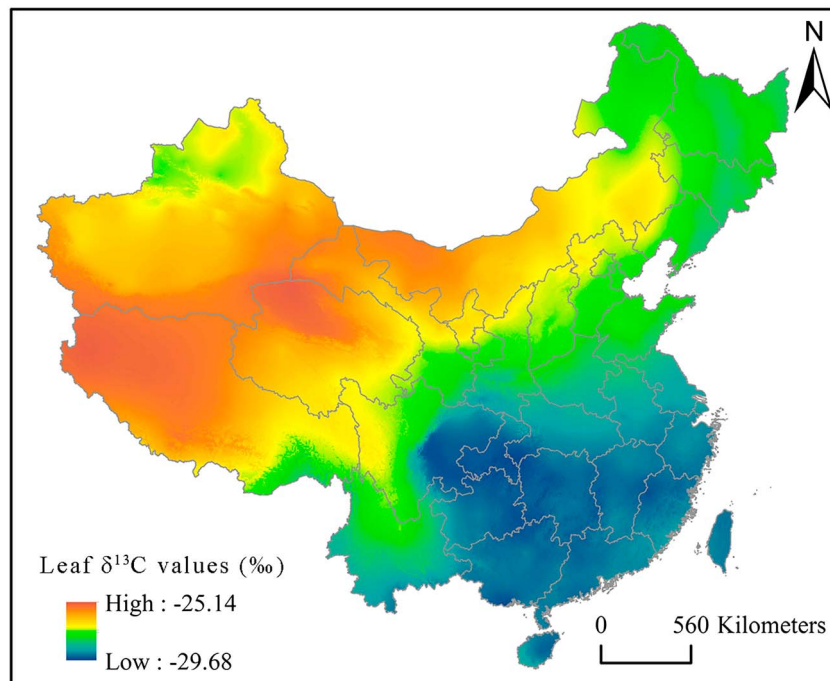 N
Leaf δ¹³C values (‰)
High : -25.14
Low : -29.68
0 560 Kilometers